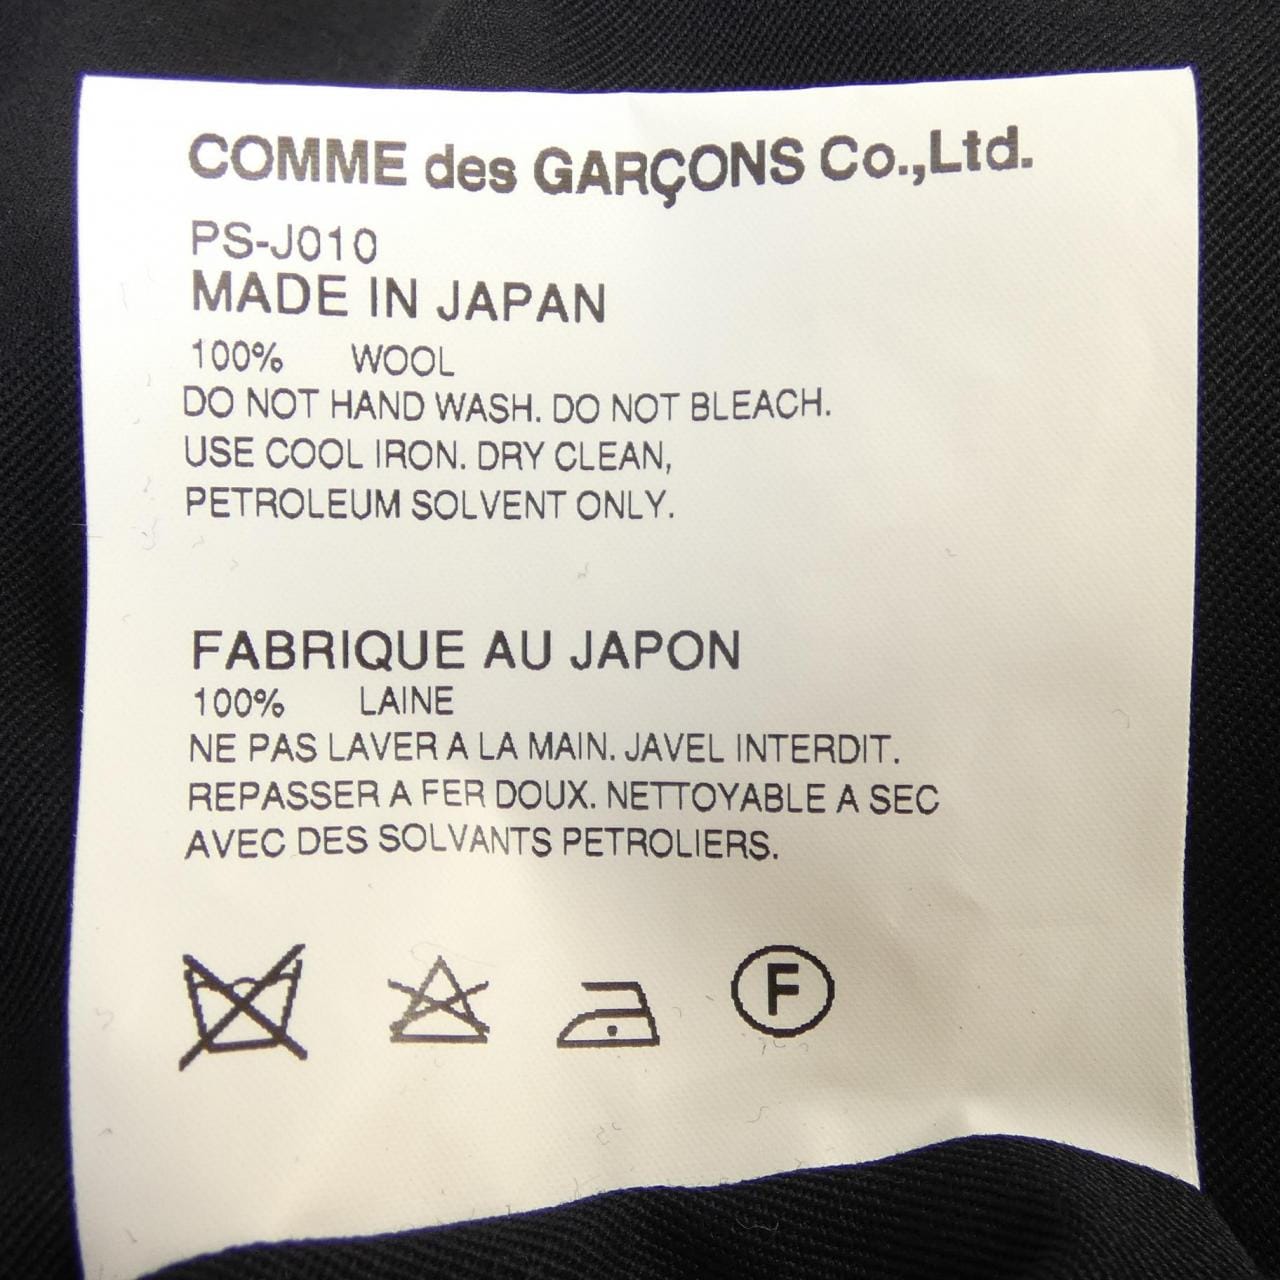 COMME des GARÇONS Co.,Ltd.
PS-J010
MADE IN JAPAN
100% WOOL
DO NOT HAND WASH. DO NOT BLEACH.
USE COOL IRON. DRY CLEAN,
PETROLEUM SOLVENT ONLY.
FABRIQUE AU JAPON
100% LAINE
NE PAS LAVER A LA MAIN. JAVEL INTERDIT.
REPASSER A FER DOUX. NETTOYABLE A SEC
AVEC DES SOLVANTS PETROLIERS.
F